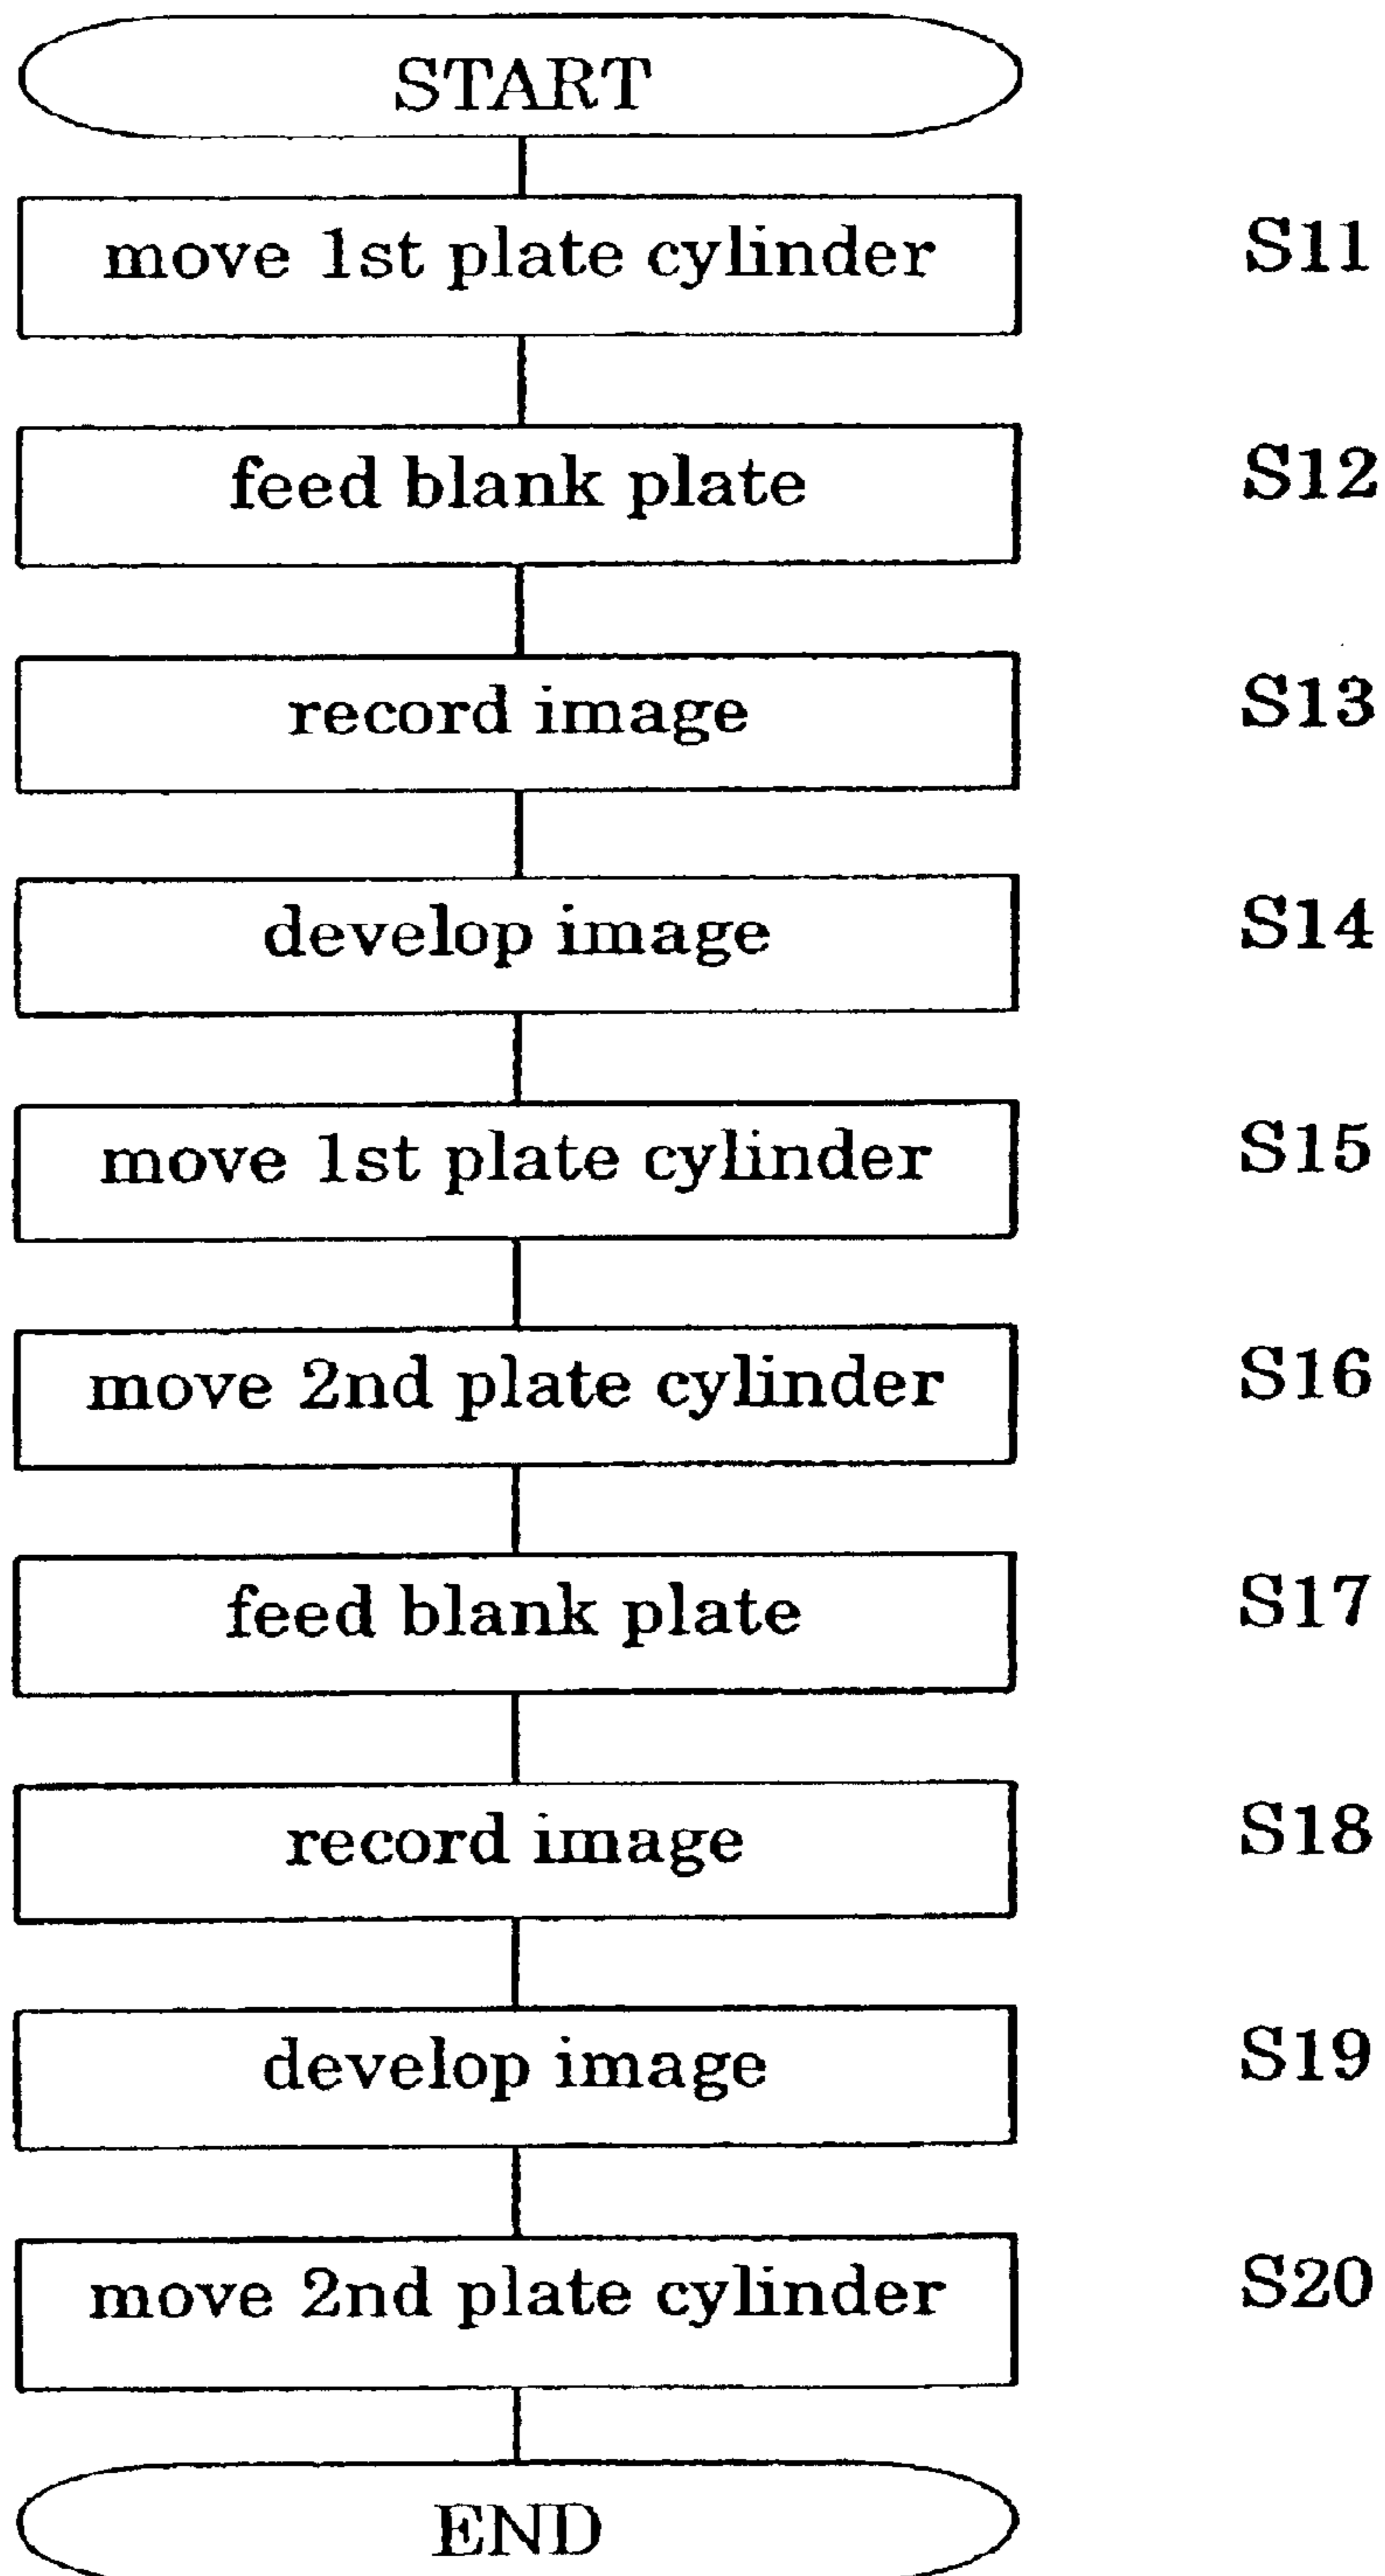 START
move 1st plate cylinder S11
feed blank plate S12
record image S13
develop image S14
move 1st plate cylinder S15
move 2nd plate cylinder S16
feed blank plate S17
record image S18
develop image S19
move 2nd plate cylinder S20
END